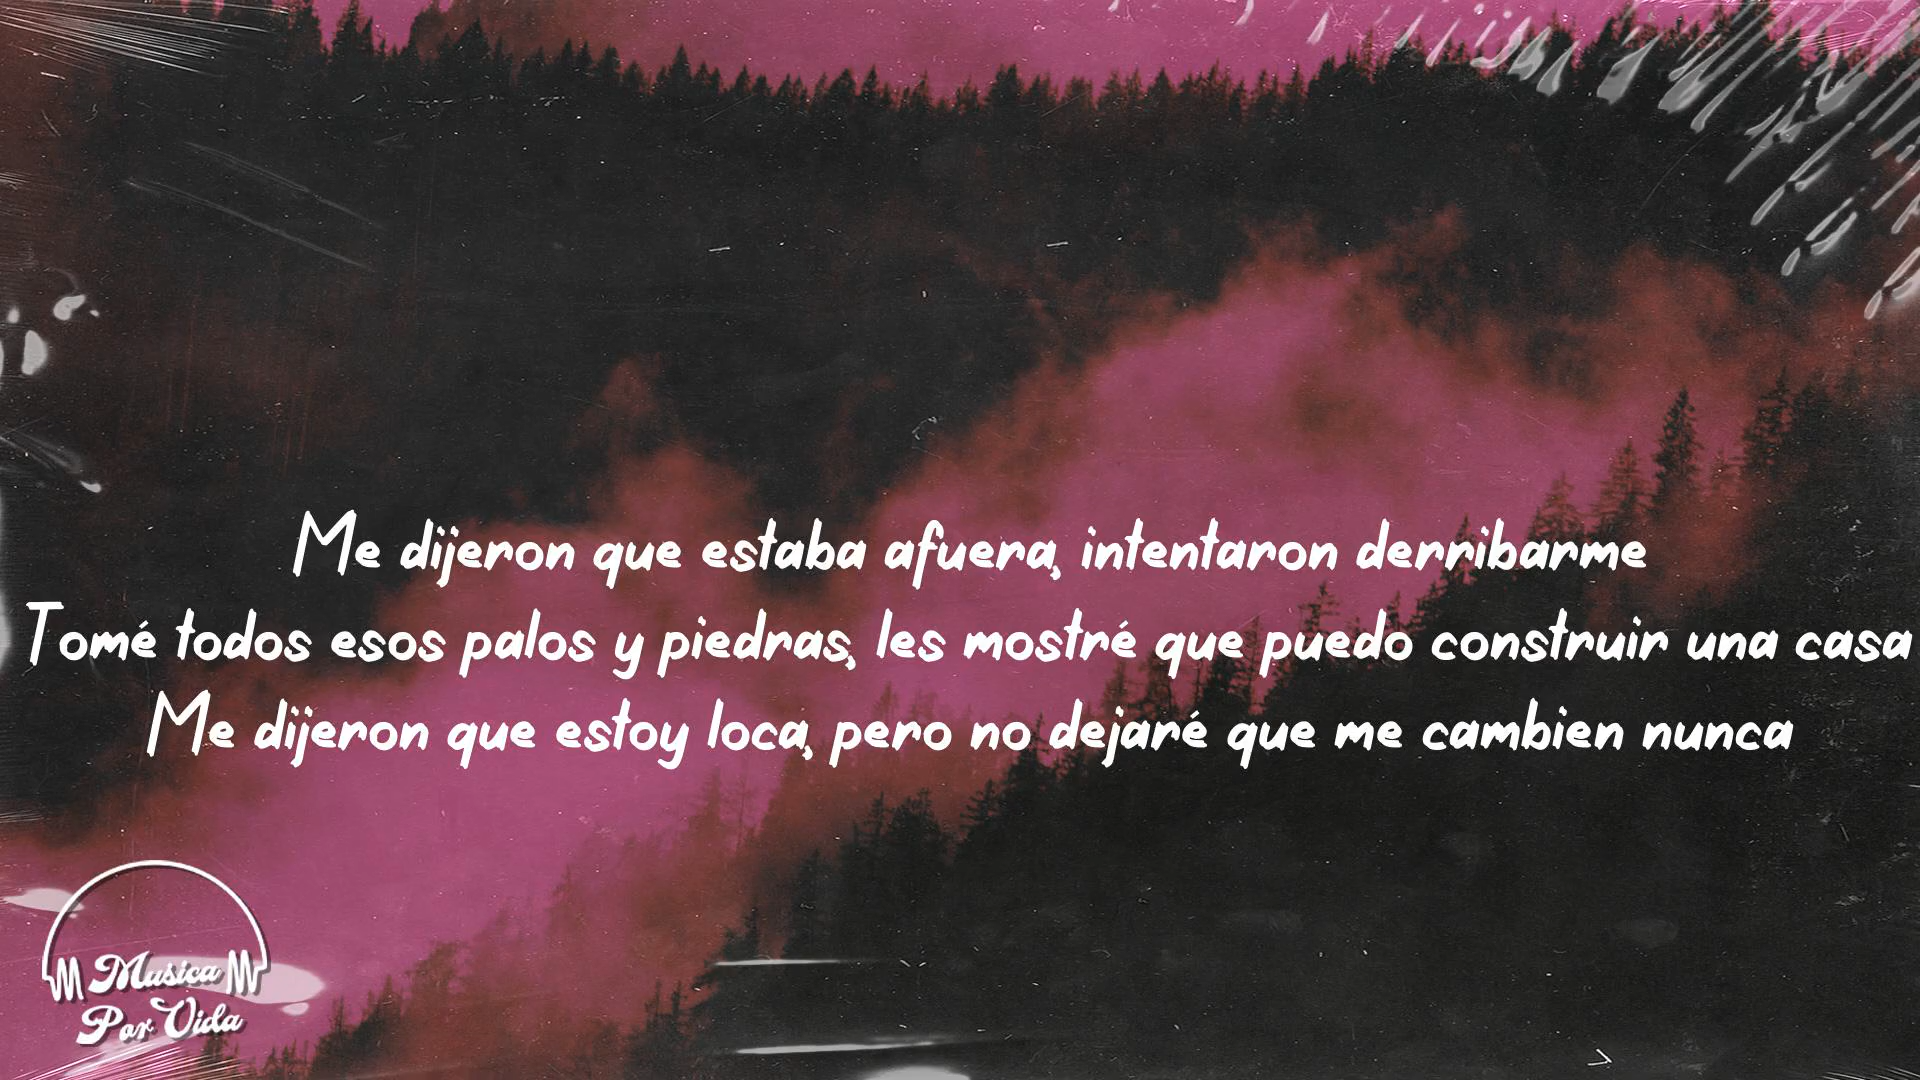 Me dijeron que estaba afuera, intentaron derribarme
Tomé todos esos palos y piedras, les mostré que puedo construir una casa
Me dijeron que estoy loca, pero no dejaré que me cambien nunca
Musica
Por Vida